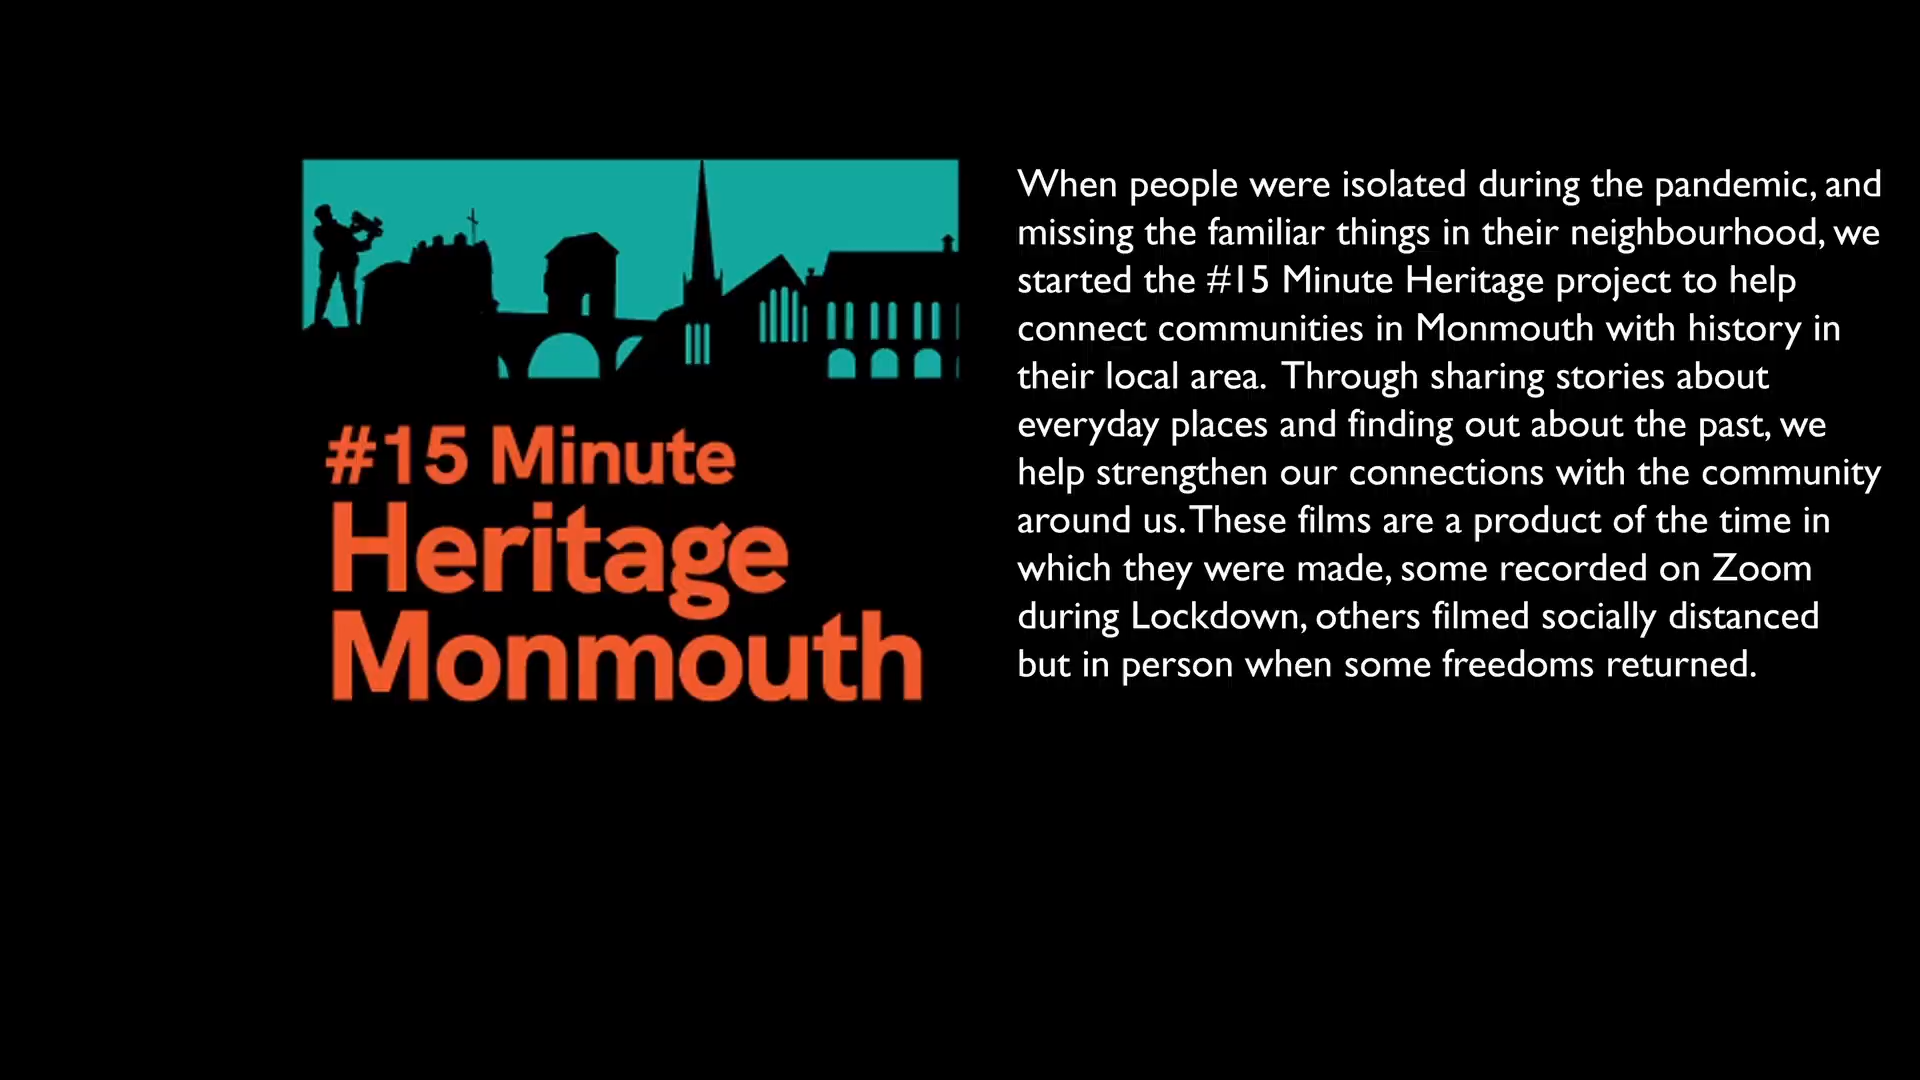 #15 Minute
Heritage
Monmouth
When people were isolated during the pandemic, and
missing the familiar things in their neighbourhood, we
started the #15 Minute Heritage project to help
connect communities in Monmouth with history in
their local area. Through sharing stories about
everyday places and finding out about the past, we
help strengthen our connections with the community
around us. These films are a product of the time in
which they were made, some recorded on Zoom
during Lockdown, others filmed socially distanced
but in person when some freedoms returned.